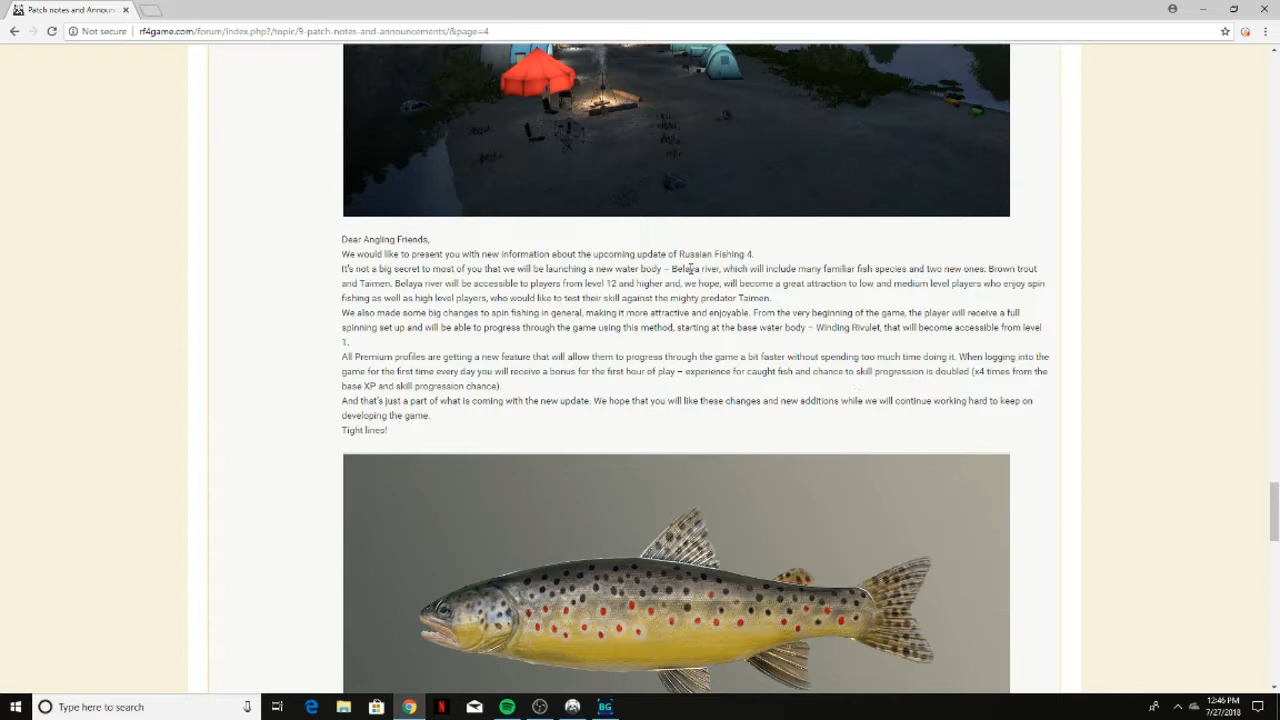 Patch notes and Announ
Not secure
rf4game.com/forum/index.php?/topic/9-patch-notes-and-announcements/&page=4
Dear Angling Friends,
We would like to present you with new information about the upcoming update of Russian Fishing 4.
It's not a big secret to most of you that we will be launching a new water body – Belaya river, which will include many familiar fish species and two new ones: Brown trout
and Taimen. Belaya river will be accessible to players from level 12 and higher and, we hope, will become a great attraction to low and medium level players who enjoy spin
fishing as well as high level players, who would like to test their skill against the mighty predator Taimen.
We also made some big changes to spin fishing in general, making it more attractive and enjoyable. From the very beginning of the game, the player will receive a full
spinning set up and will be able to progress through the game using this method, starting at the base water body – Winding Rivulet, that will become accessible from level
1.
All Premium profiles are getting a new feature that will allow them to progress through the game a bit faster without spending too much time doing it. When logging into the
game for the first time every day you will receive a bonus for the first hour of play – experience for caught fish and chance to skill progression is doubled (x4 times from the
base XP and skill progression chance).
And that's just a part of what is coming with the new update. We hope that you will like these changes and new additions while we will continue working hard to keep on
developing the game.
Tight lines!
Type here to search
BG
12:46 PM
7/27/2018